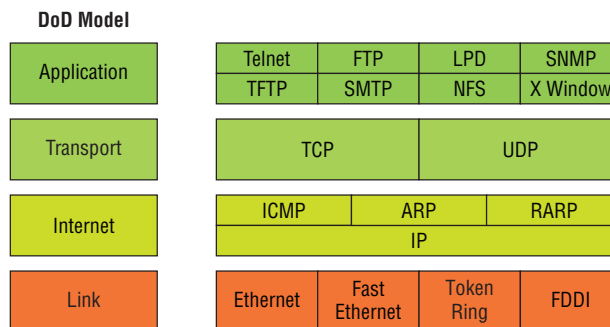 DoD Model
Application
Telnet FTP LPD SNMP
TFTP SMTP NFS X Window
Transport
TCP UDP
Internet
ICMP ARP RARP
IP
Link
Ethernet Fast Ethernet Token Ring FDDI